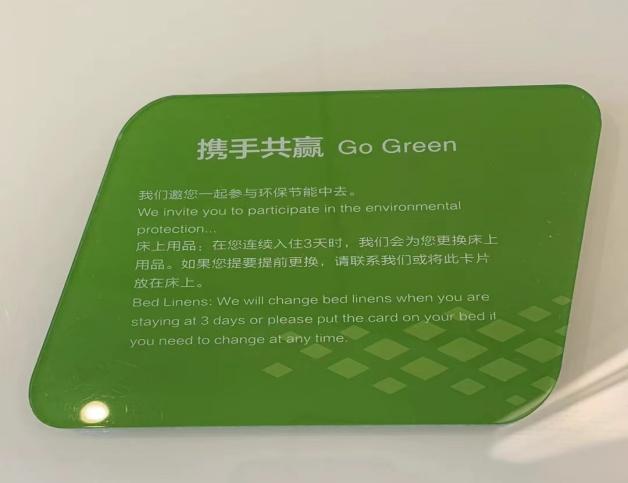 携手共赢 Go Green
我们邀您一起参与环保节能中去。
We invite you to participate in the environmental
protection...
床上用品：在您连续入住3天时，我们会为您更换床上
用品。如果您提要提前更换，请联系我们或将此卡片
放在床上。
Bed Linens: We will change bed linens when you are
staying at 3 days or please put the card on your bed if
you need to change at any time.